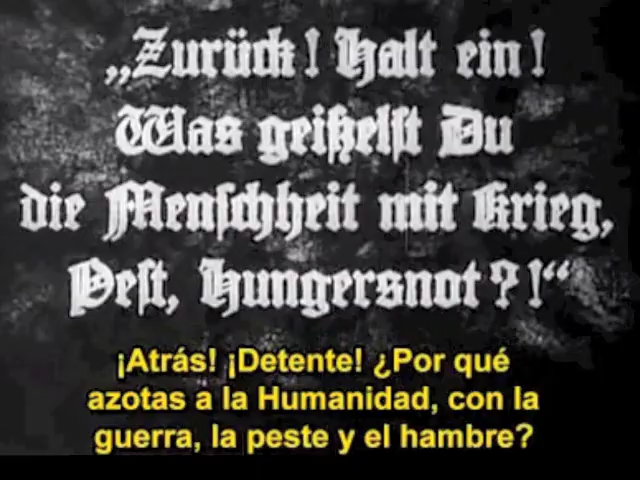 „Zurück! Halt ein!
Was geißelst Du
die Menschheit mit Krieg,
Pest, Hungersnot?!“
¡Atrás! ¡Detente! ¿Por qué
azotas a la Humanidad, con la
guerra, la peste y el hambre?